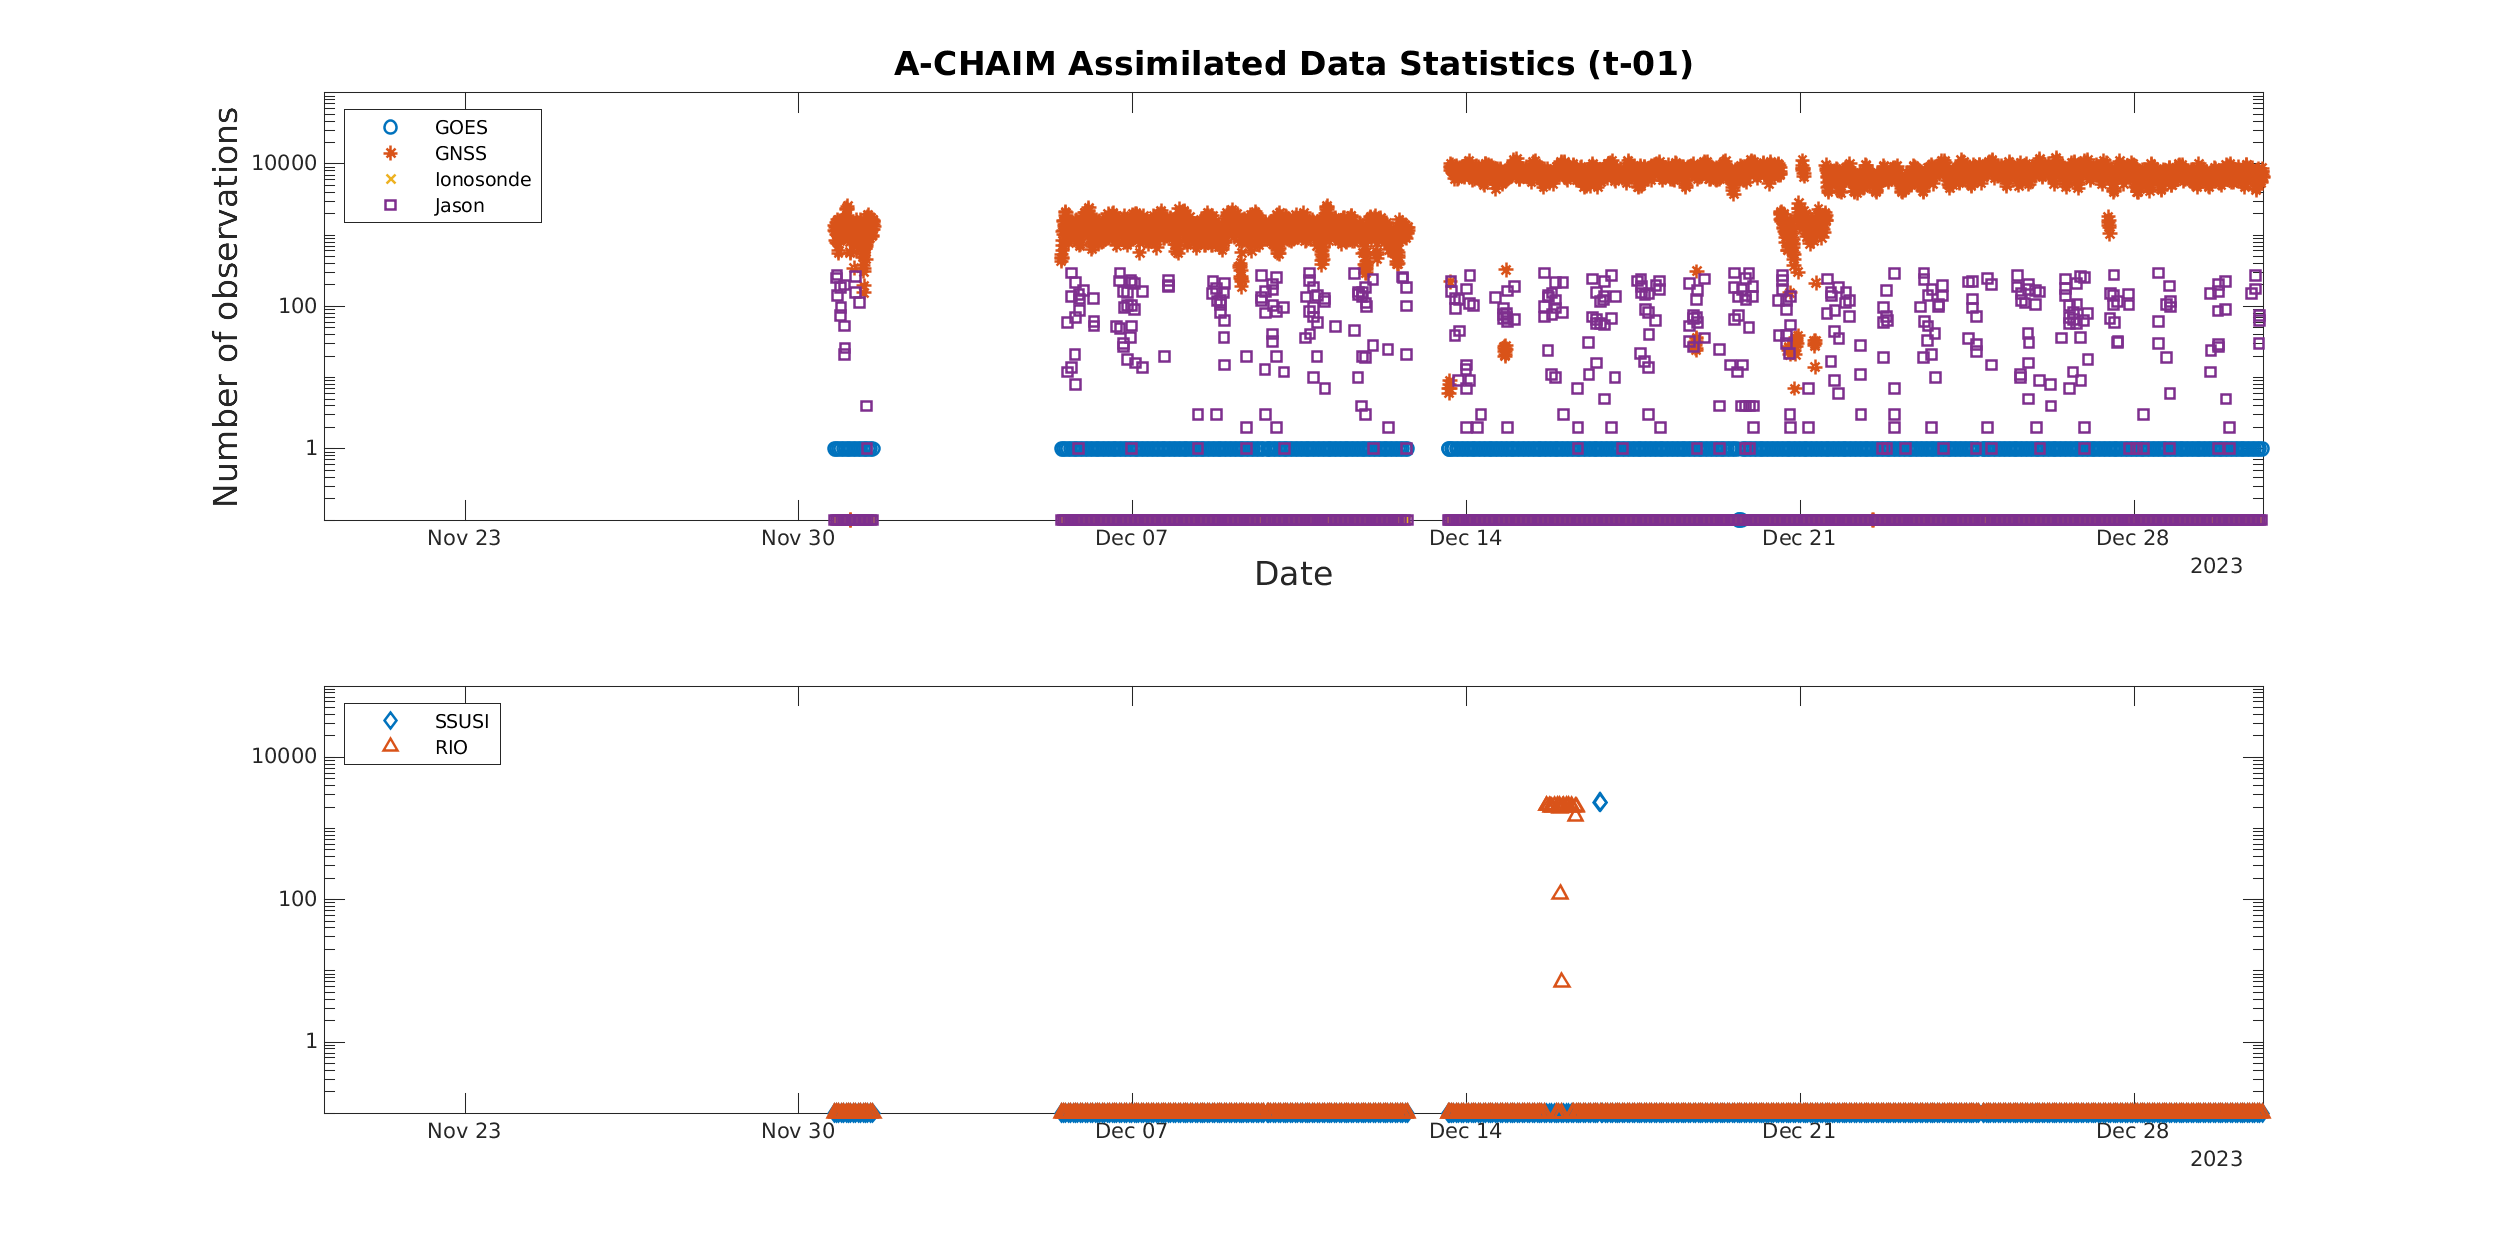 A-CHAIM Assimilated Data Statistics (t-01)
Number of observations
10000
100
1
GOES
GNSS
Ionosonde
Jason
Nov 23
Nov 30
Dec 07
Dec 14
Dec 21
Dec 28
2023
Date
10000
100
1
SSUSI
RIO
Nov 23
Nov 30
Dec 07
Dec 14
Dec 21
Dec 28
2023